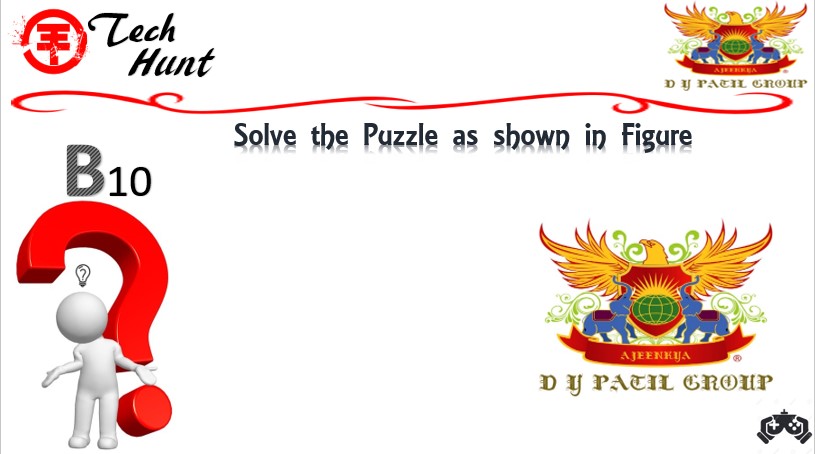 Tech
Hunt
AJEENKYA
®
D Y PATIL GROUP
Solve the Puzzle as shown in Figure
B10
?
AJEENKYA
®
D Y PATIL GROUP